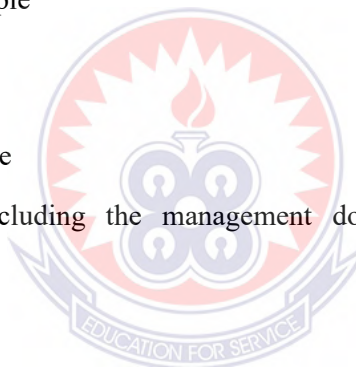 ple
e
cluding the management do
EDUCATION FOR SERVICE